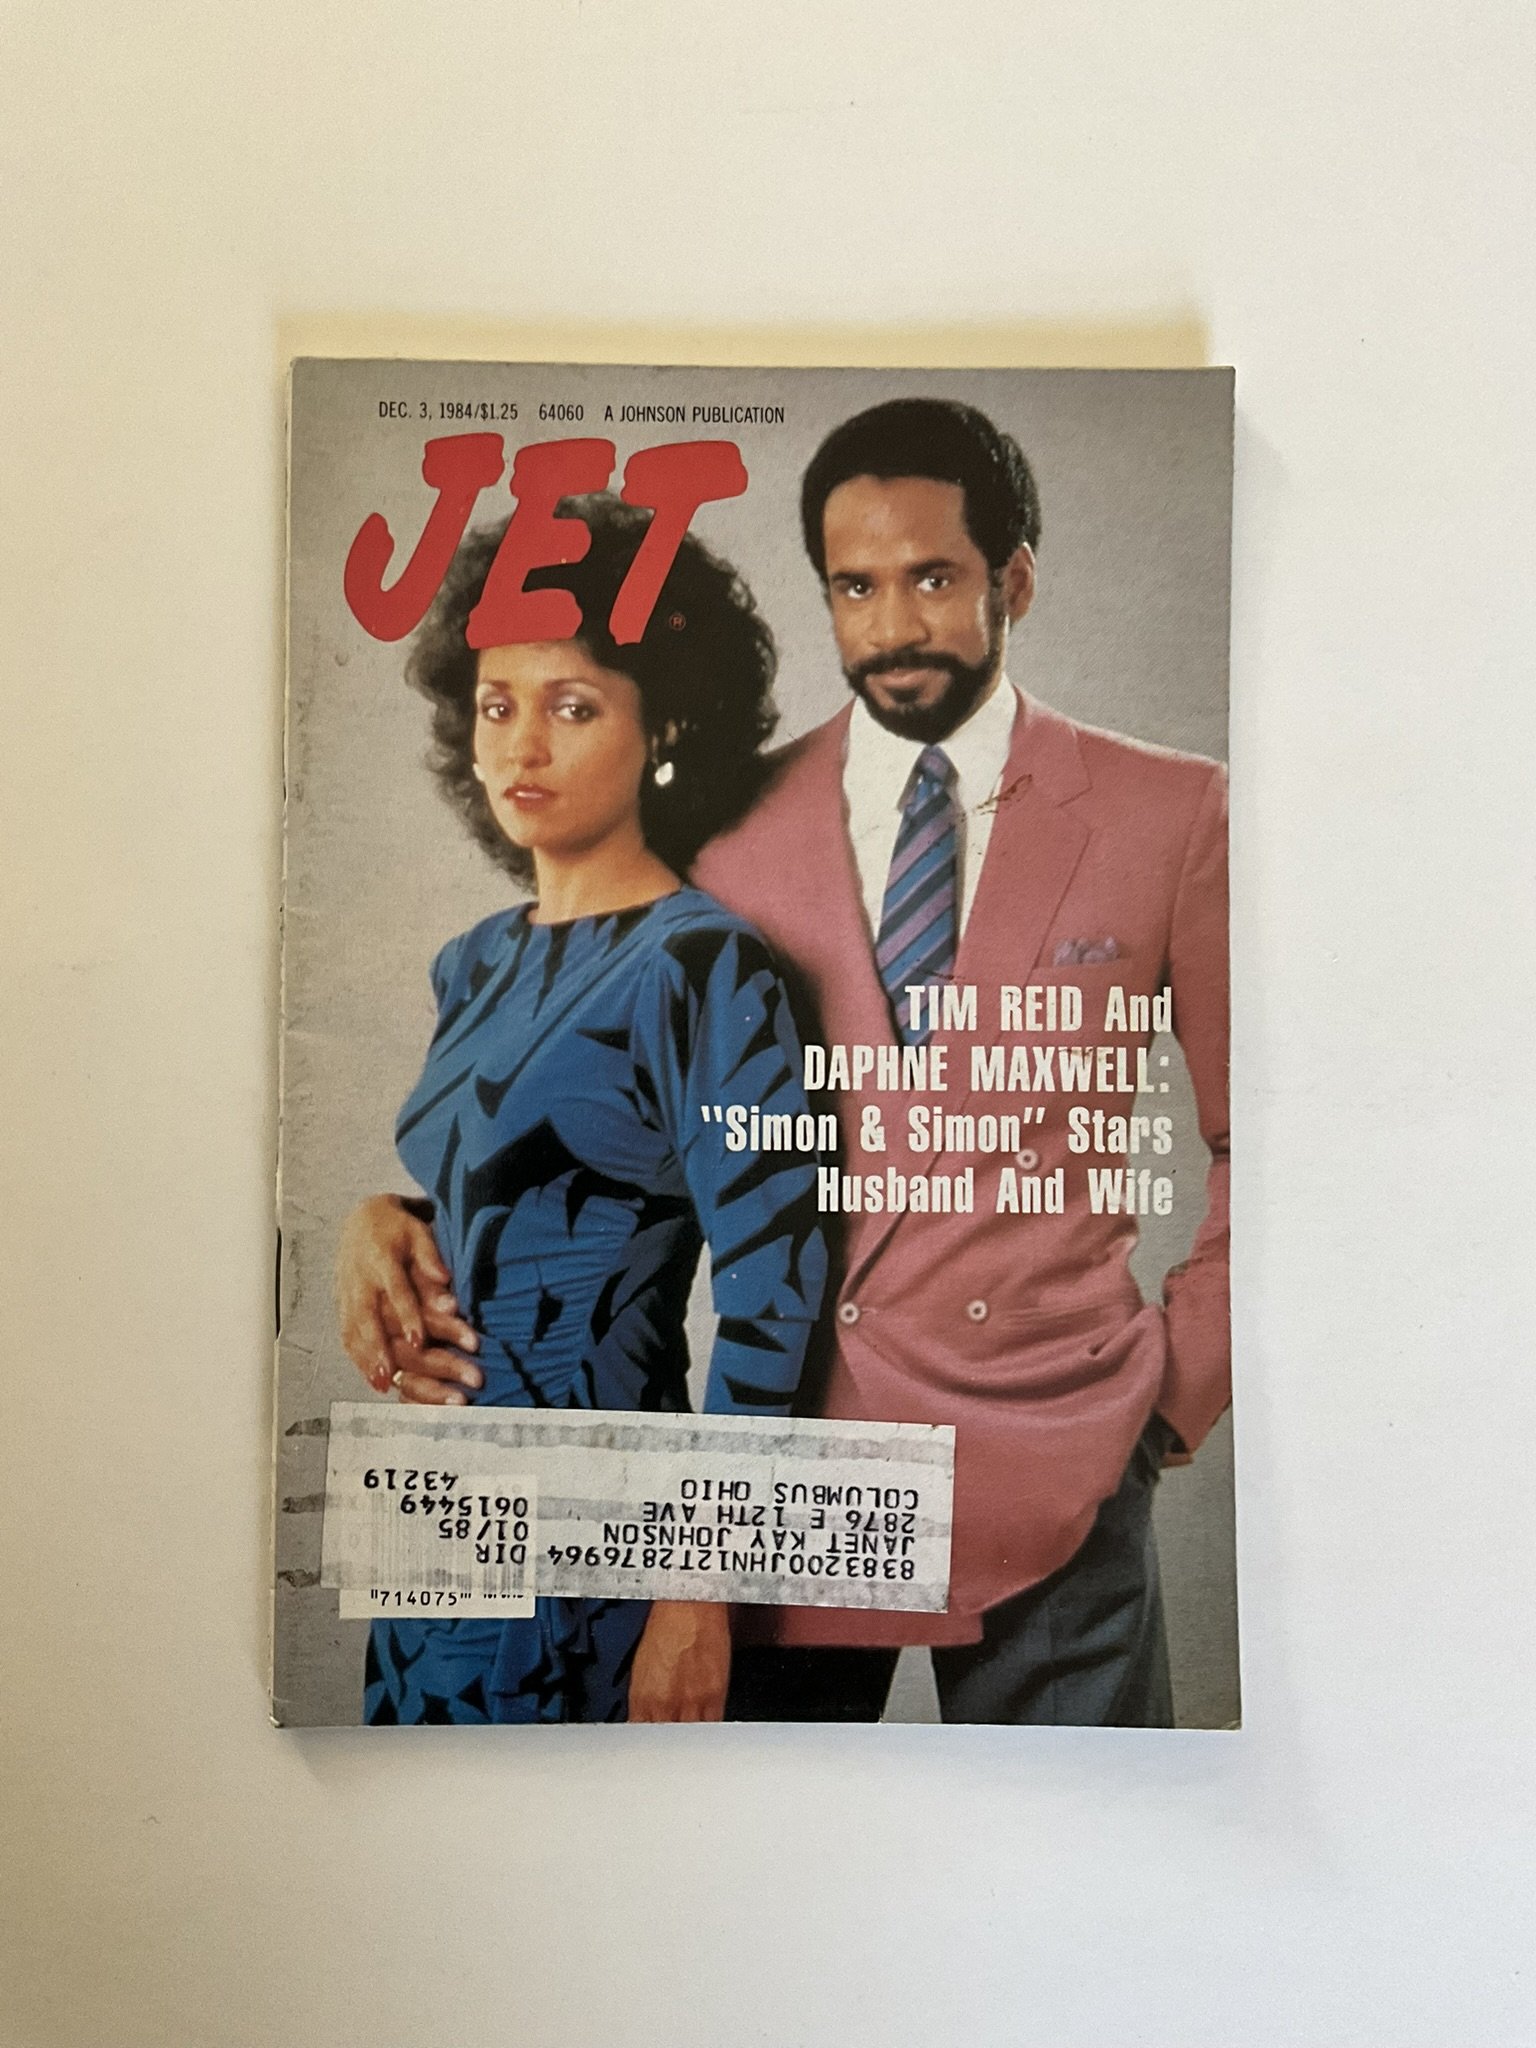 DEC. 3, 1984/$1.25 64060 A JOHNSON PUBLICATION
JET®
TIM REID And
DAPHNE MAXWELL:
"Simon & Simon" Stars
Husband And Wife
8383200JHN12T2876964 DIR
JANET KAY JOHNSON 01/85
2876 E 12TH AVE 0615449
COLUMBUS OHIO 43219
"714075"'